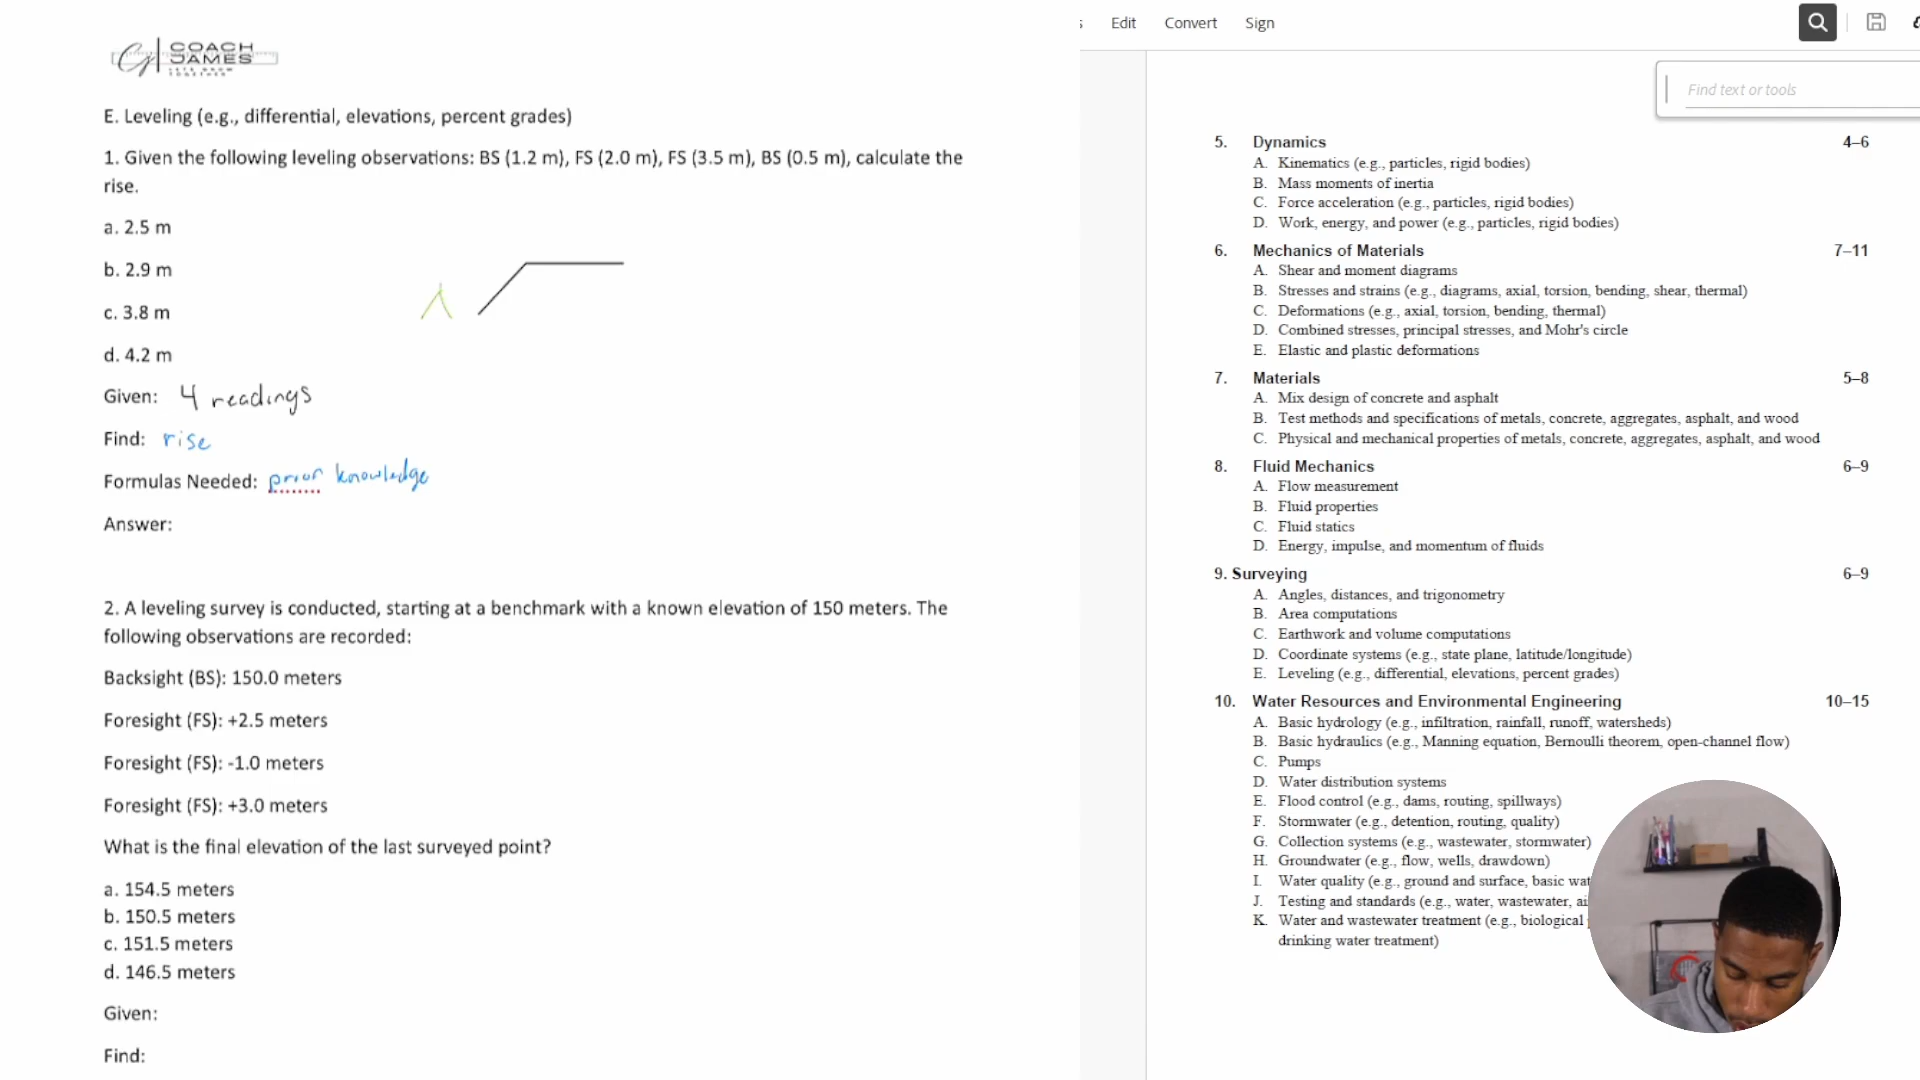 COACH
JAMES
E. Leveling (e.g., differential, elevations, percent grades)
1. Given the following leveling observations: BS (1.2 m), FS (2.0 m), FS (3.5 m), BS (0.5 m), calculate the
rise.
a. 2.5 m
b. 2.9 m
c. 3.8 m
d. 4.2 m
Given: 4 readings
Find: rise
Formulas Needed: prior knowledge
Answer:
2. A leveling survey is conducted, starting at a benchmark with a known elevation of 150 meters. The
following observations are recorded:
Backsight (BS): 150.0 meters
Foresight (FS): +2.5 meters
Foresight (FS): -1.0 meters
Foresight (FS): +3.0 meters
What is the final elevation of the last surveyed point?
a. 154.5 meters
b. 150.5 meters
c. 151.5 meters
d. 146.5 meters
Given:
Find:
Edit Convert Sign
Find text or tools
5. Dynamics 4–6
A. Kinematics (e.g., particles, rigid bodies)
B. Mass moments of inertia
C. Force acceleration (e.g., particles, rigid bodies)
D. Work, energy, and power (e.g., particles, rigid bodies)
6. Mechanics of Materials 7–11
A. Shear and moment diagrams
B. Stresses and strains (e.g., diagrams, axial, torsion, bending, shear, thermal)
C. Deformations (e.g., axial, torsion, bending, thermal)
D. Combined stresses, principal stresses, and Mohr's circle
E. Elastic and plastic deformations
7. Materials 5–8
A. Mix design of concrete and asphalt
B. Test methods and specifications of metals, concrete, aggregates, asphalt, and wood
C. Physical and mechanical properties of metals, concrete, aggregates, asphalt, and wood
8. Fluid Mechanics 6–9
A. Flow measurement
B. Fluid properties
C. Fluid statics
D. Energy, impulse, and momentum of fluids
9. Surveying 6–9
A. Angles, distances, and trigonometry
B. Area computations
C. Earthwork and volume computations
D. Coordinate systems (e.g., state plane, latitude/longitude)
E. Leveling (e.g., differential, elevations, percent grades)
10. Water Resources and Environmental Engineering 10–15
A. Basic hydrology (e.g., infiltration, rainfall, runoff, watersheds)
B. Basic hydraulics (e.g., Manning equation, Bernoulli theorem, open-channel flow)
C. Pumps
D. Water distribution systems
E. Flood control (e.g., dams, routing, spillways)
F. Stormwater (e.g., detention, routing, quality)
G. Collection systems (e.g., wastewater, stormwater)
H. Groundwater (e.g., flow, wells, drawdown)
I. Water quality (e.g., ground and surface, basic
J. Testing and standards (e.g., water, wastewater,
K. Water and wastewater treatment (e.g., biological
drinking water treatment)